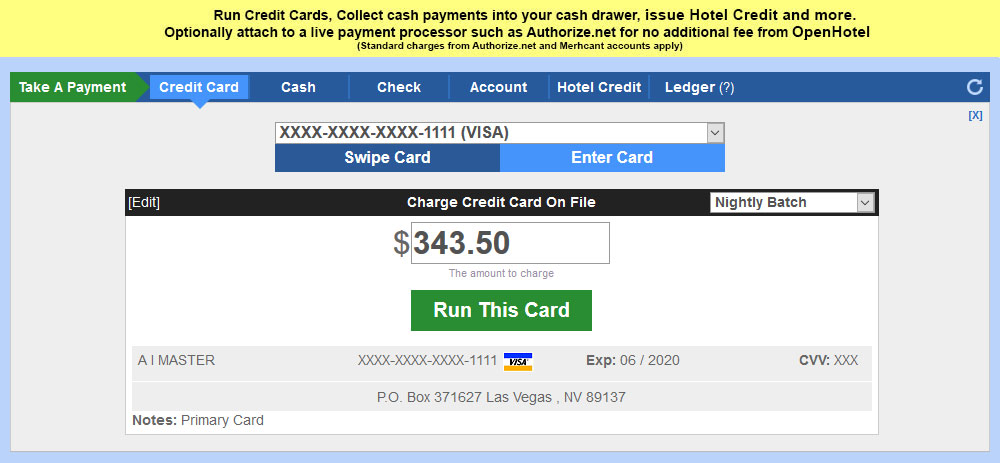 Run Credit Cards, Collect cash payments into your cash drawer, issue Hotel Credit and more.
Optionally attach to a live payment processor such as Authorize.net for no additional fee from OpenHotel
(Standard charges from Authorize.net and Merhcant accounts apply)
Take A Payment Credit Card Cash Check Account Hotel Credit Ledger (?)
[X]
XXXX-XXXX-XXXX-1111 (VISA)
Swipe Card Enter Card
[Edit] Charge Credit Card On File Nightly Batch
$343.50
The amount to charge
Run This Card
A I MASTER XXXX-XXXX-XXXX-1111 VISA Exp: 06 / 2020 CVV: XXX
P.O. Box 371627 Las Vegas , NV 89137
Notes: Primary Card